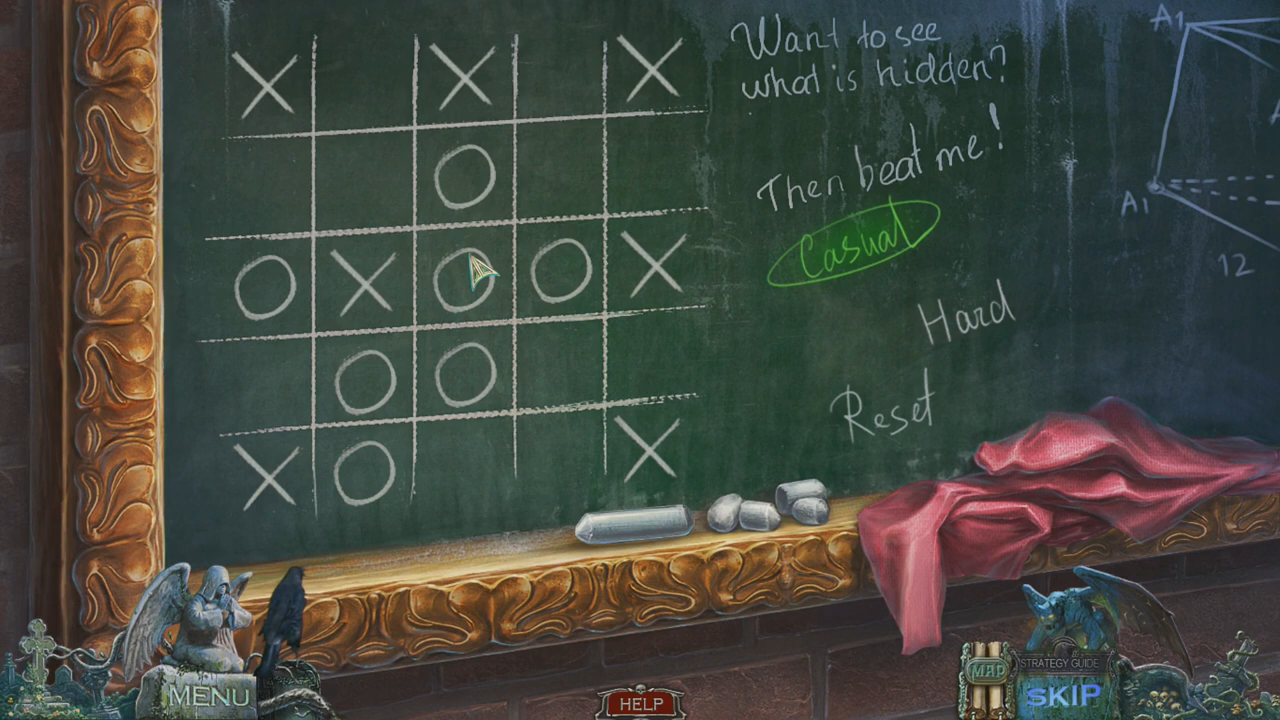 X X X
O
O X O O X
O O
X O X
Want to see
what is hidden?
Then beat me!
Casual
Hard
Reset
A1
A1
12
MENU
HELP
MAP
STRATEGY GUIDE
SKIP